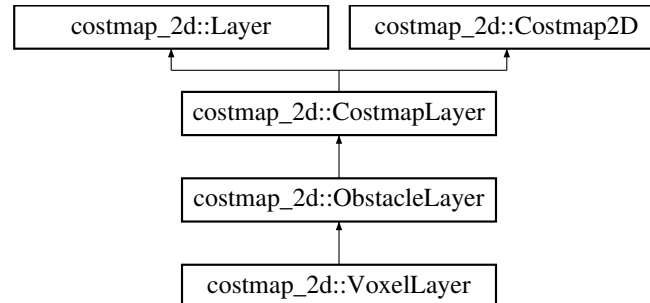 costmap_2d::Layer
costmap_2d::Costmap2D
costmap_2d::CostmapLayer
costmap_2d::ObstacleLayer
costmap_2d::VoxelLayer